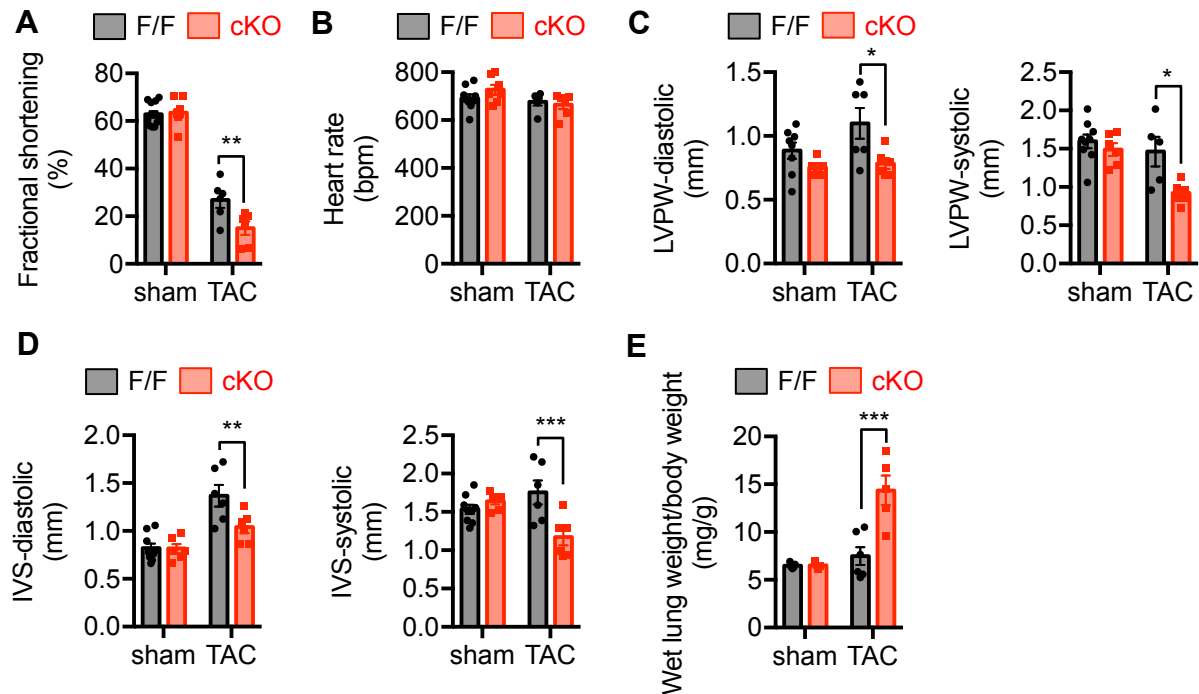 A
F/F
cKO
Fractional shortening
(%)
80
60
40
20
0
**
sham
TAC
B
Heart rate
(bpm)
800
600
400
200
0
sham
TAC
C
F/F
cKO
LVPW-diastolic
(mm)
1.5
1.0
0.5
0.0
*
sham
TAC
LVPW-systolic
(mm)
2.5
2.0
1.5
1.0
0.5
0.0
*
sham
TAC
D
F/F
cKO
IVS-diastolic
(mm)
2.0
1.5
1.0
0.5
0.0
**
sham
TAC
IVS-systolic
(mm)
2.5
2.0
1.5
1.0
0.5
0.0
***
sham
TAC
E
F/F
cKO
Wet lung weight/body weight
(mg/g)
20
15
10
5
0
***
sham
TAC